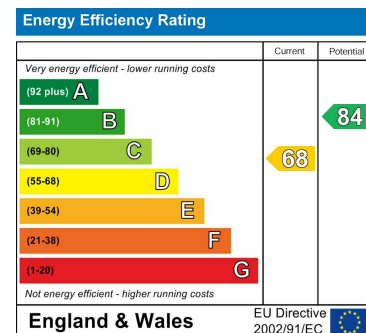 Energy Efficiency Rating
Current Potential
Very energy efficient - lower running costs
(92 plus) A
(81-91) B
84
(69-80) C
68
(55-68) D
(39-54) E
(21-38) F
(1-20) G
Not energy efficient - higher running costs
England & Wales
EU Directive
2002/91/EC